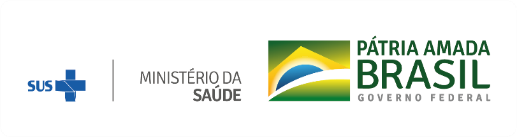 SUS
MINISTÉRIO DA
SAÚDE
PÁTRIA AMADA
BRASIL
GOVERNO FEDERAL